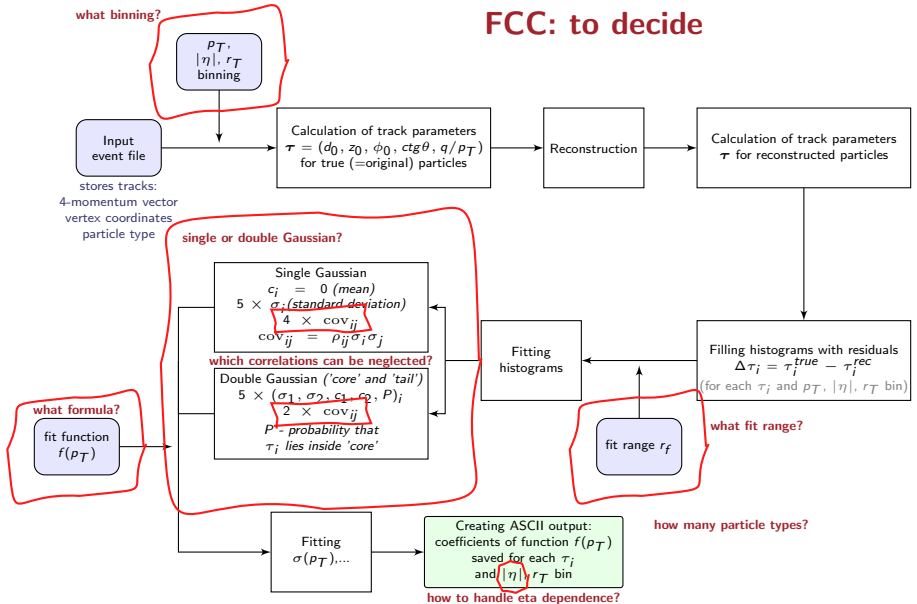 FCC: to decide
what binning?
p_T,
|η|, r_T
binning
Input
event file
stores tracks:
4-momentum vector
vertex coordinates
particle type
Calculation of track parameters
τ = (d_0, z_0, ϕ_0, ctgθ, q/p_T)
for true (=original) particles
Reconstruction
Calculation of track parameters
τ for reconstructed particles
single or double Gaussian?
Single Gaussian
c_i = 0 (mean)
5 × σ_i (standard deviation)
4 × cov_ij
cov_ij = ρ_ij σ_i σ_j
which correlations can be neglected?
Double Gaussian ('core' and 'tail')
5 × (σ_1, σ_2, c_1, c_2, P)_i
2 × cov_ij
P - probability that
τ_i lies inside 'core'
Fitting
histograms
Filling histograms with residuals
Δτ_i = τ_i^true − τ_i^rec
(for each τ_i and p_T, |η|, r_T bin)
what fit range?
fit range r_f
what formula?
fit function
f(p_T)
how many particle types?
Fitting
σ(p_T),...
Creating ASCII output:
coefficients of function f(p_T)
saved for each τ_i
and |η|, r_T bin
how to handle eta dependence?